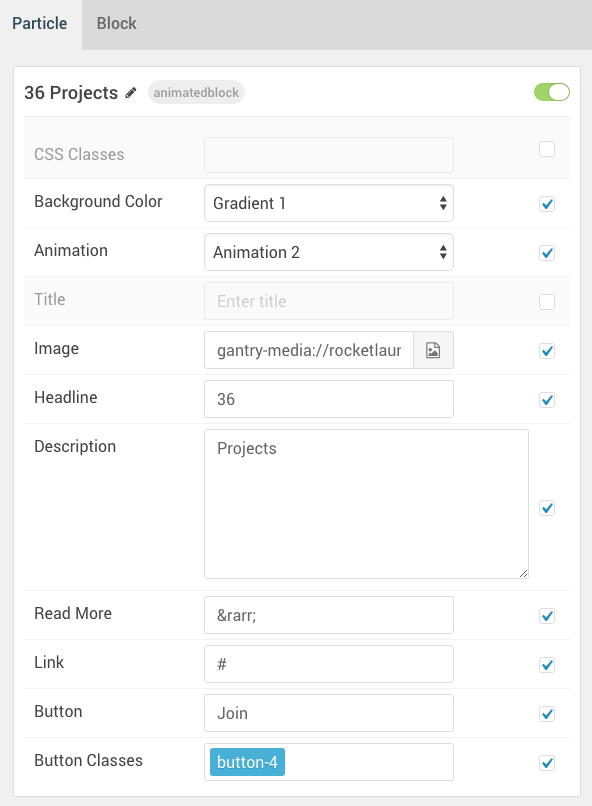 Particle Block
36 Projects animatedblock
CSS Classes
Background Color Gradient 1
Animation Animation 2
Title Enter title
Image gantry-media://rocketlaur
Headline 36
Description Projects
Read More &rarr;
Link #
Button Join
Button Classes button-4